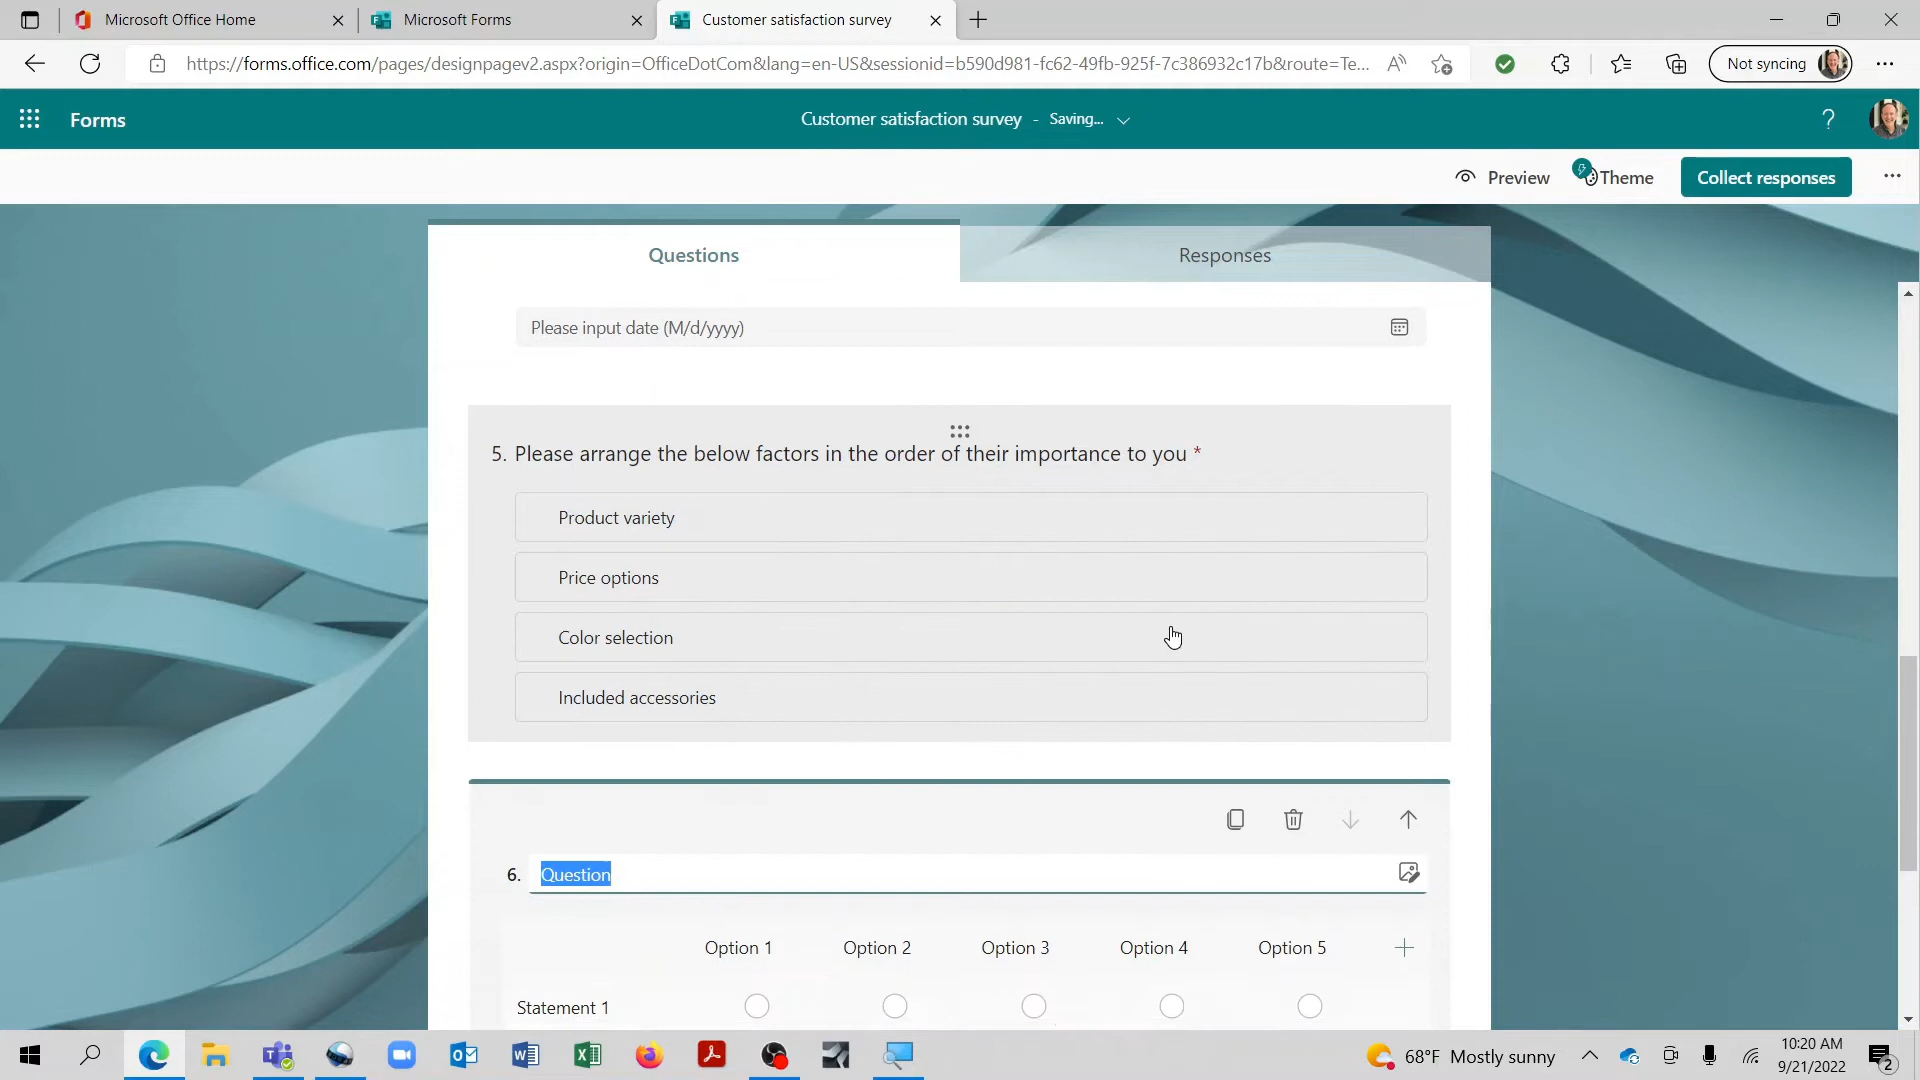 Microsoft Office Home
Microsoft Forms
Customer satisfaction survey
https://forms.office.com/pages/designpagev2.aspx?origin=OfficeDotCom&lang=en-US&sessionid=b590d981-fc62-49fb-925f-7c386932c17b&route=Te...
Not syncing
Forms
Customer satisfaction survey - Saving...
?
Preview
Theme
Collect responses
Questions
Responses
Please input date (M/d/yyyy)
5. Please arrange the below factors in the order of their importance to you *
Product variety
Price options
Color selection
Included accessories
6. Question
Option 1 Option 2 Option 3 Option 4 Option 5
Statement 1
68°F Mostly sunny
10:20 AM
9/21/2022
2